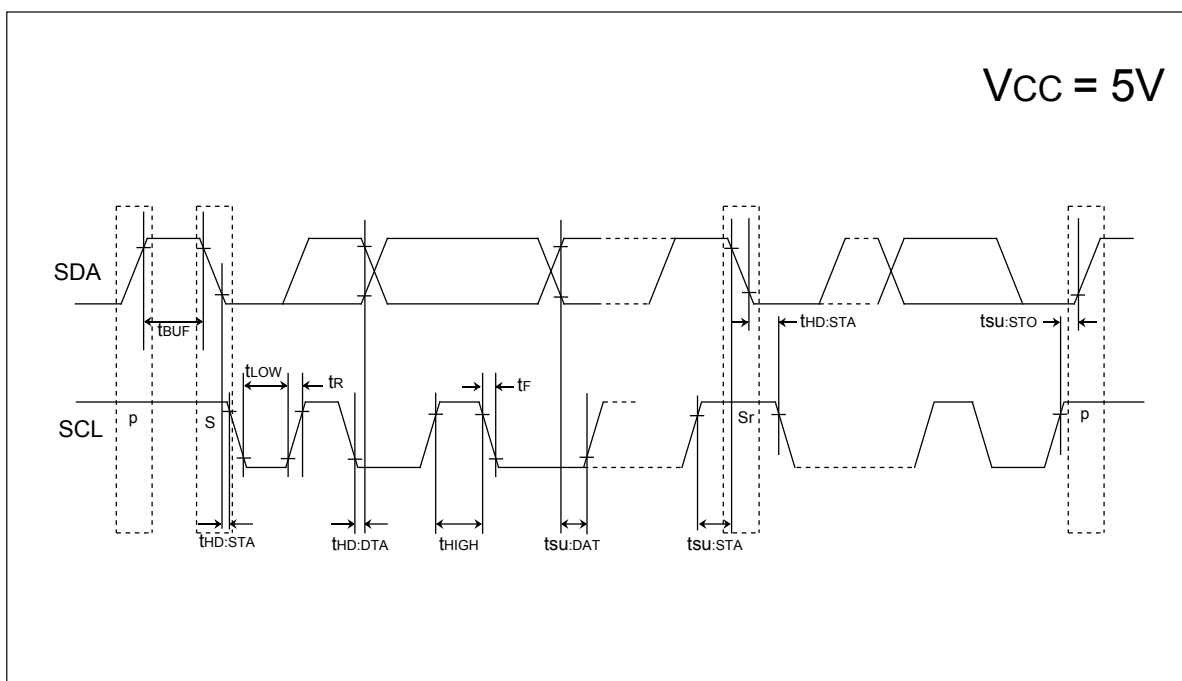 VCC = 5V
SDA
tBUF
tHD:STA
tsu:STO
tLOW
tR
tF
SCL
p
S
Sr
p
tHD:STA
tHD:DTA
tHIGH
tsu:DAT
tsu:STA